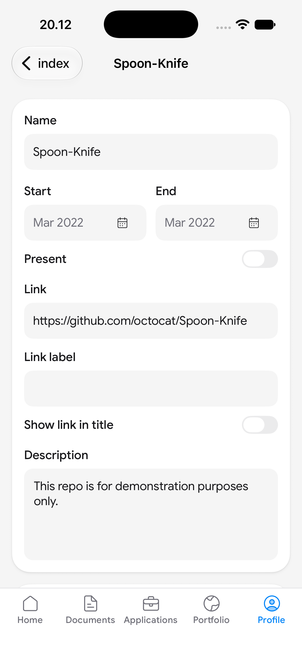 20.12
index
Spoon-Knife
Name
Spoon-Knife
Start
End
Mar 2022
Mar 2022
Present
Link
https://github.com/octocat/Spoon-Knife
Link label
Show link in title
Description
This repo is for demonstration purposes
only.
Home
Documents
Applications
Portfolio
Profile